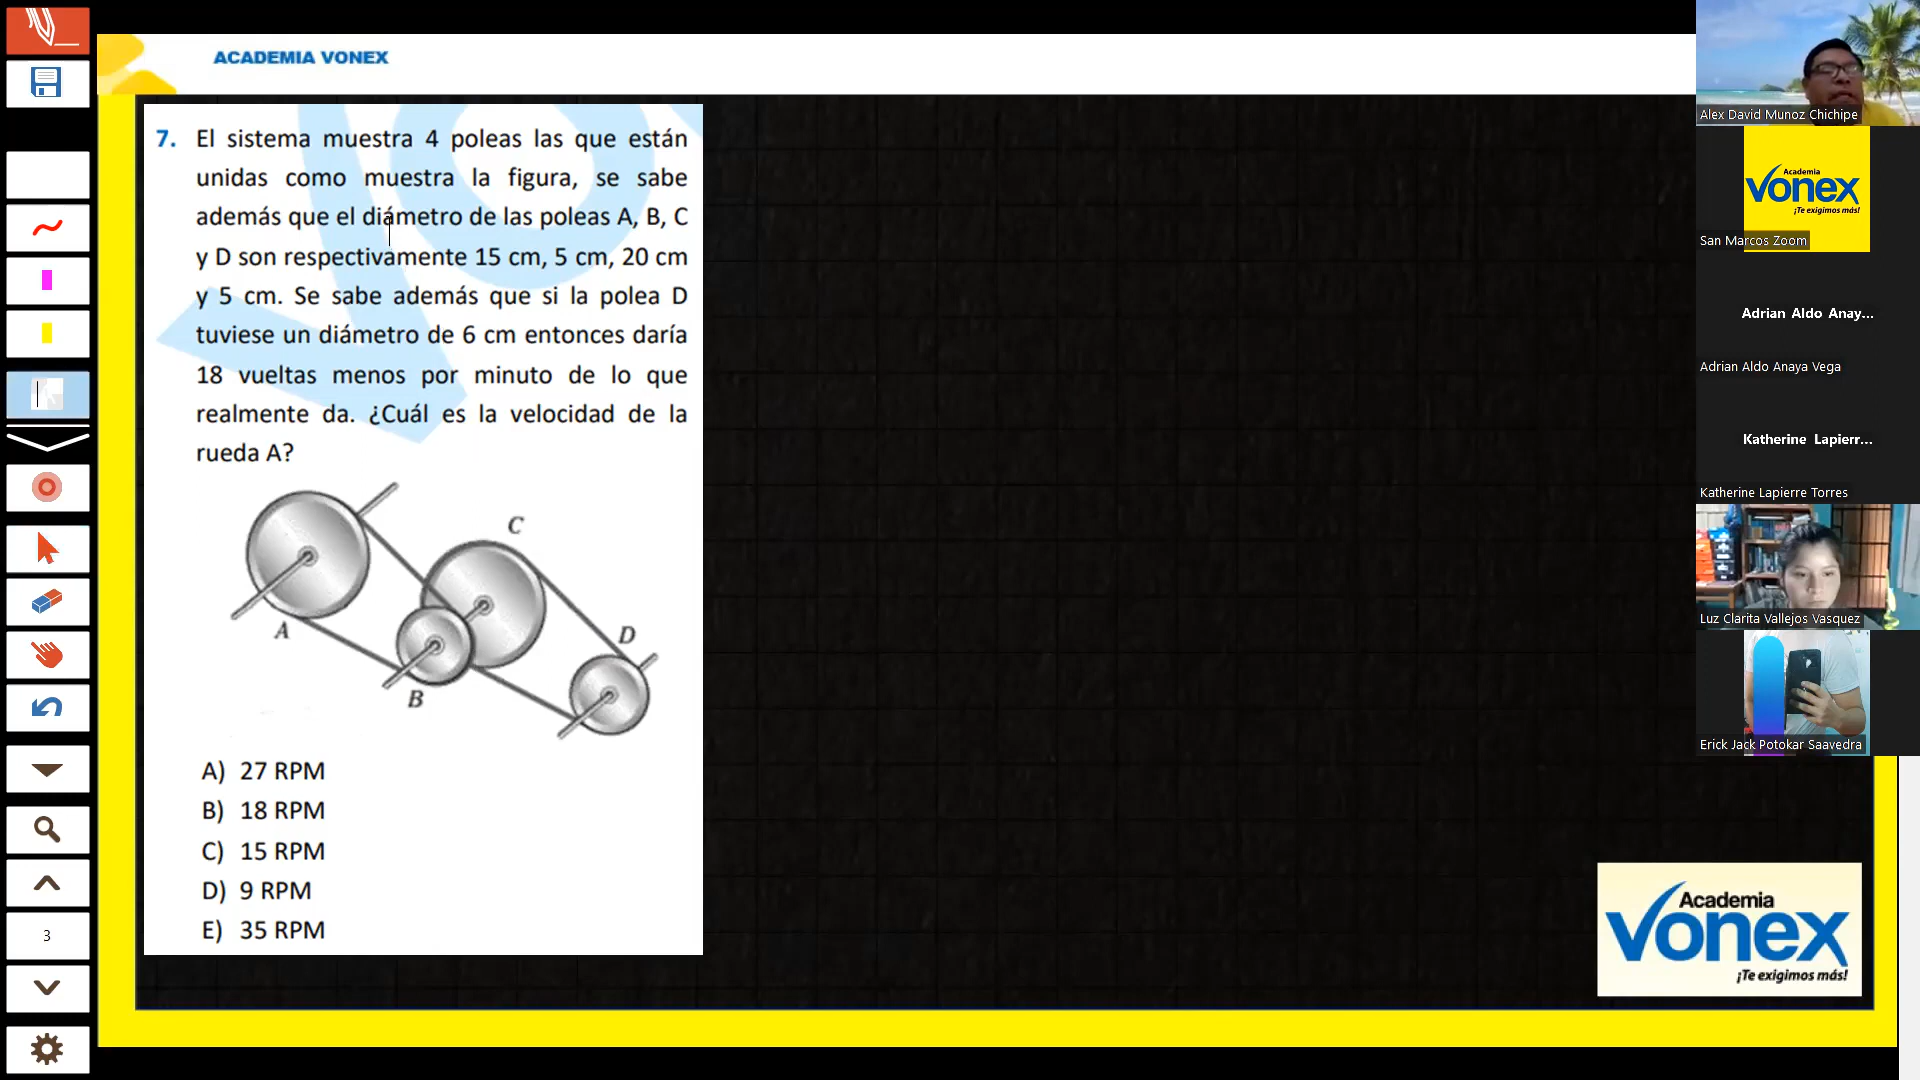 ACADEMIA VONEX
7. El sistema muestra 4 poleas las que están
unidas como muestra la figura, se sabe
además que el diámetro de las poleas A, B, C
y D son respectivamente 15 cm, 5 cm, 20 cm
y 5 cm. Se sabe además que si la polea D
tuviese un diámetro de 6 cm entonces daría
18 vueltas menos por minuto de lo que
realmente da. ¿Cuál es la velocidad de la
rueda A?
C
A
D
B
A) 27 RPM
B) 18 RPM
C) 15 RPM
D) 9 RPM
E) 35 RPM
3
Alex David Munoz Chichipe
Academia
vonex
¡Te exigimos más!
San Marcos Zoom
Adrian Aldo Anay...
Adrian Aldo Anaya Vega
Katherine Lapierr...
Katherine Lapierre Torres
Luz Clarita Vallejos Vasquez
Erick Jack Potokar Saavedra
Academia
vonex
¡Te exigimos más!